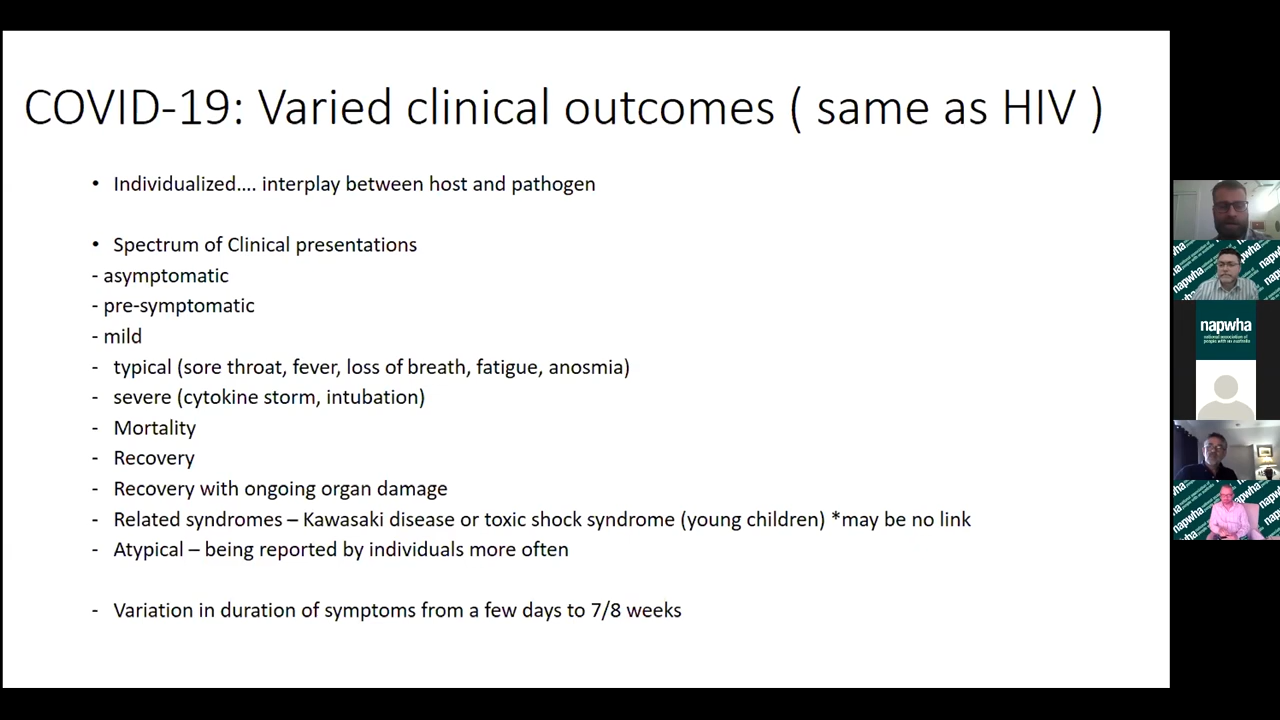 COVID-19: Varied clinical outcomes ( same as HIV )
• Individualized.... interplay between host and pathogen
• Spectrum of Clinical presentations
- asymptomatic
- pre-symptomatic
- mild
- typical (sore throat, fever, loss of breath, fatigue, anosmia)
- severe (cytokine storm, intubation)
- Mortality
- Recovery
- Recovery with ongoing organ damage
- Related syndromes – Kawasaki disease or toxic shock syndrome (young children) *may be no link
- Atypical – being reported by individuals more often
- Variation in duration of symptoms from a few days to 7/8 weeks
napwha
national association of